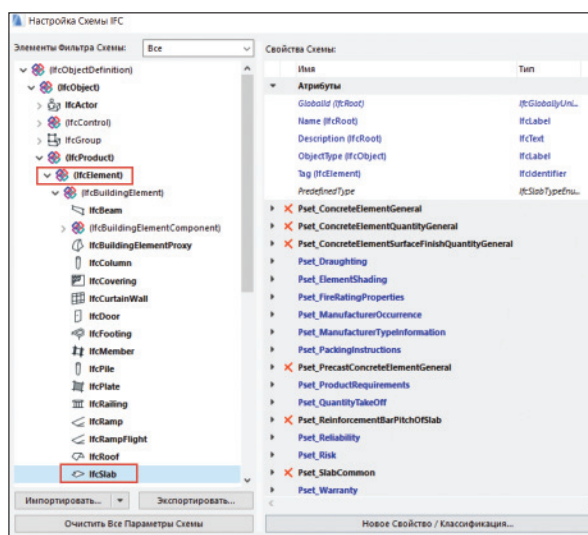 Настройка Схемы IFC
Элементы Фильтра Схемы:
Все
(IfcObjectDefinition)
(IfcObject)
IfcActor
(IfcControl)
IfcGroup
(IfcProduct)
(IfcElement)
(IfcBuildingElement)
IfcBeam
(IfcBuildingElementComponent)
IfcBuildingElementProxy
IfcColumn
IfcCovering
IfcCurtainWall
IfcDoor
IfcFooting
IfcMember
IfcPile
IfcPlate
IfcRailing
IfcRamp
IfcRampFlight
IfcRoof
IfcSlab
Импортировать...
Экспортировать...
Очистить Все Параметры Схемы
Свойства Схемы:
Имя Тип
Атрибуты
GlobalId (IfcRoot) IfcGloballyUni...
Name (IfcRoot) IfcLabel
Description (IfcRoot) IfcText
ObjectType (IfcObject) IfcLabel
Tag (IfcElement) IfcIdentifier
PredefinedType IfcSlabTypeEnu...
Pset_ConcreteElementGeneral
Pset_ConcreteElementQuantityGeneral
Pset_ConcreteElementSurfaceFinishQuantityGeneral
Pset_Draughting
Pset_ElementShading
Pset_FireRatingProperties
Pset_ManufacturerOccurrence
Pset_ManufacturerTypeInformation
Pset_PackingInstructions
Pset_PrecastConcreteElementGeneral
Pset_ProductRequirements
Pset_QuantityTakeOff
Pset_ReinforcementBarPitchOfSlab
Pset_Reliability
Pset_Risk
Pset_SlabCommon
Pset_Warranty
Новое Свойство / Классификация...